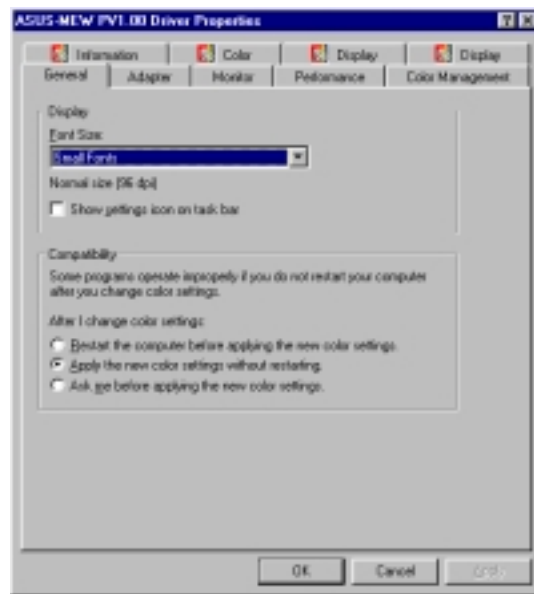 ASUS-MEW PV1.00 Driver Properties
Information Color Display Display
General Adapter Monitor Performance Color Management
Display
Font Size:
Small Fonts
Normal size (96 dpi)
Show settings icon on task bar
Compatibility
Some programs operate improperly if you do not restart your computer
after you change color settings.
After I change color settings:
Restart the computer before applying the new color settings.
Apply the new color settings without restarting.
Ask me before applying the new color settings.
OK Cancel Apply